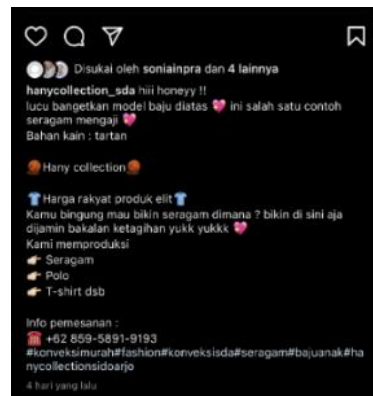 Disukai oleh soniainpra dan 4 lainnya
hanycollection_sda hiii honeyy !!
lucu bangetkan model baju diatas 💖 ini salah satu contoh
seragam mengaji 💖
Bahan kain : tartan
🏀Hany collection🏀
👕Harga rakyat produk elit👕
Kamu bingung mau bikin seragam dimana ? bikin di sini aja
dijamin bakalan ketagihan yukk yukkk 💖
Kami memproduksi
👉 Seragam
👉 Polo
👉 T-shirt dsb
Info pemesanan :
☎️ +62 859-5891-9193
#konveksimurah#fashion#konveksisda#seragam#bajuanak#ha
nycollectionsidoarjo
4 hari yang lalu